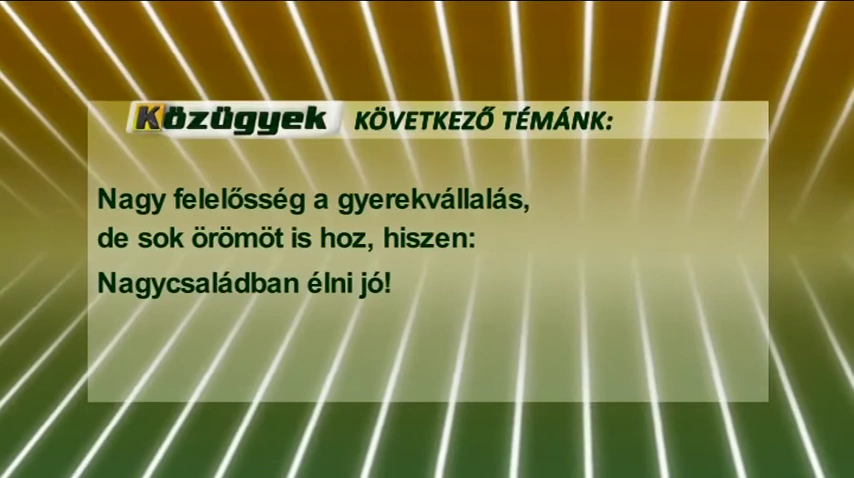 Közügyek KÖVETKEZŐ TÉMÁNK:
Nagy felelősség a gyerekvállalás,
de sok örömöt is hoz, hiszen:
Nagycsaládban élni jó!